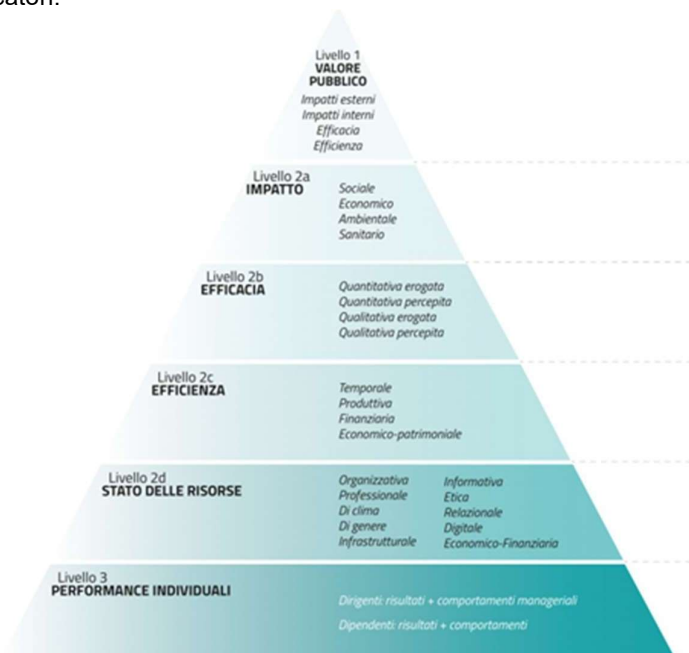 Livello 1
VALORE
PUBBLICO
Impatti esterni
Impatti interni
Efficacia
Efficienza
Livello 2a
IMPATTO
Sociale
Economico
Ambientale
Sanitario
Livello 2b
EFFICACIA
Quantitativa erogata
Quantitativa percepita
Qualitativa erogata
Qualitativa percepita
Livello 2c
EFFICIENZA
Temporale
Produttiva
Finanziaria
Economico-patrimoniale
Livello 2d
STATO DELLE RISORSE
Organizzativa
Professionale
Di clima
Di genere
Infrastrutturale
Informativa
Etica
Relazionale
Digitale
Economico-Finanziaria
Livello 3
PERFORMANCE INDIVIDUALI
Dirigenti: risultati + comportamenti manageriali
Dipendenti: risultati + comportamenti